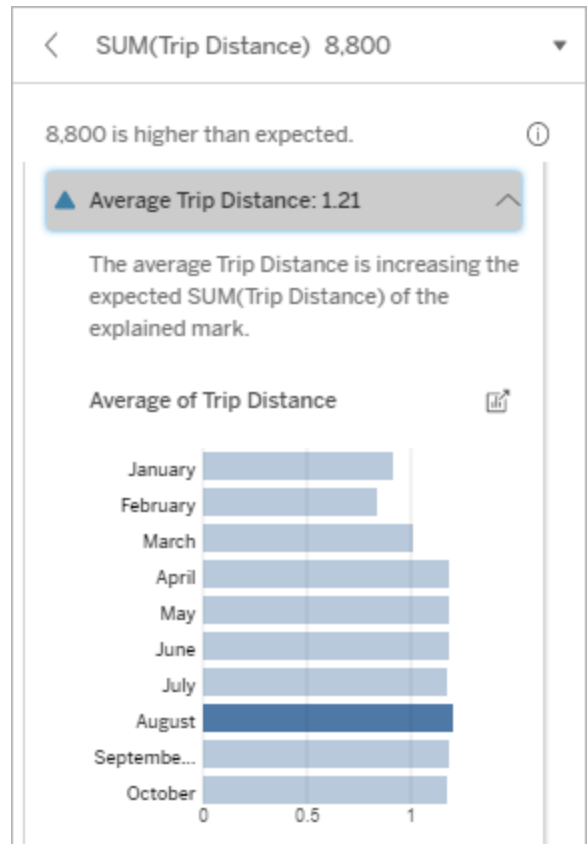 SUM(Trip Distance) 8,800
8,800 is higher than expected.
Average Trip Distance: 1.21
The average Trip Distance is increasing the
expected SUM(Trip Distance) of the
explained mark.
Average of Trip Distance
January
February
March
April
May
June
July
August
Septembe...
October
0 0.5 1